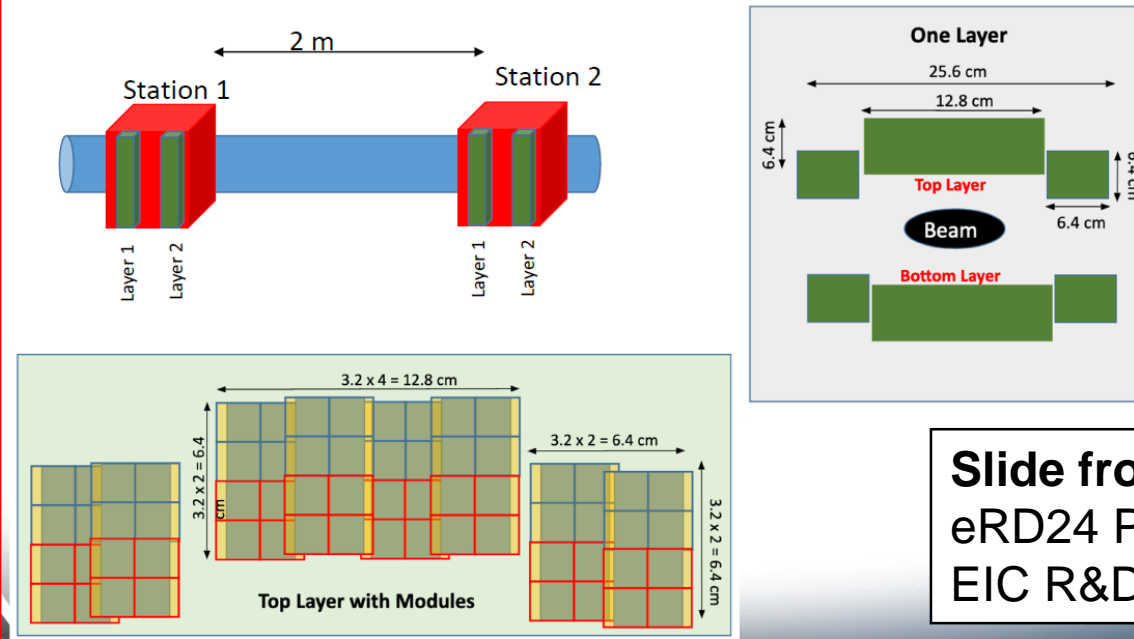 2 m
Station 1
Station 2
Layer 1
Layer 2
Layer 1
Layer 2
One Layer
25.6 cm
12.8 cm
6.4 cm
6.4 cm
Top Layer
6.4 cm
Beam
Bottom Layer
3.2 x 4 = 12.8 cm
3.2 x 2 = 6.4
cm
3.2 x 2 = 6.4 cm
3.2 x 2 = 6.4 cm
Top Layer with Modules
Slide fro
eRD24 P
EIC R&D